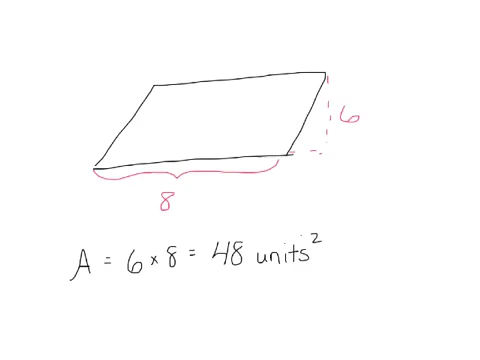 6
8
A = 6 × 8 = 48 units²